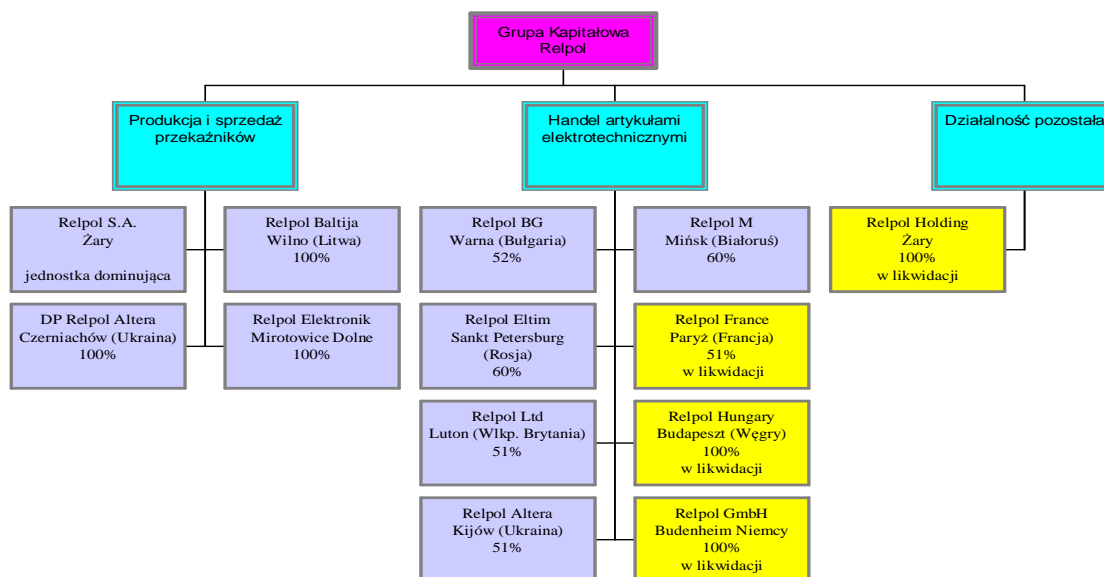 Grupa Kapitałowa
Relpol
Produkcja i sprzedaż
przekaźników
Handel artykułami
elektrotechnicznymi
Działalność pozostała
Relpol S.A.
Żary
jednostka dominująca
Relpol Baltija
Wilno (Litwa)
100%
Relpol BG
Warna (Bułgaria)
52%
Relpol M
Mińsk (Białoruś)
60%
Relpol Holding
Żary
100%
w likwidacji
DP Relpol Altera
Czerniachów (Ukraina)
100%
Relpol Elektronik
Mirotowice Dolne
100%
Relpol Eltim
Sankt Petersburg
(Rosja)
60%
Relpol France
Paryż (Francja)
51%
w likwidacji
Relpol Ltd
Luton (Wlkp. Brytania)
51%
Relpol Hungary
Budapeszt (Węgry)
100%
w likwidacji
Relpol Altera
Kijów (Ukraina)
51%
Relpol GmbH
Budenheim Niemcy
100%
w likwidacji